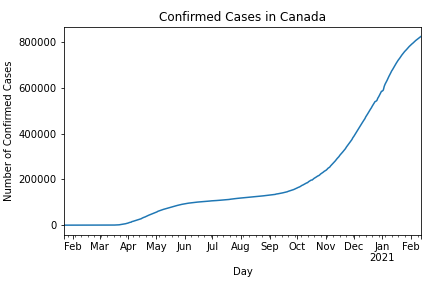 Confirmed Cases in Canada
800000
600000
400000
200000
0
Number of Confirmed Cases
Feb Mar Apr May Jun Jul Aug Sep Oct Nov Dec Jan Feb
2021
Day